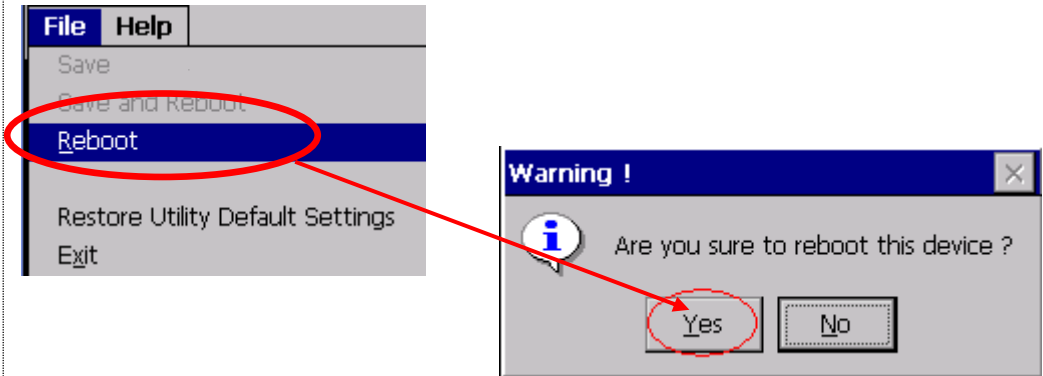 File Help
Save
Save and Reboot
Reboot
Restore Utility Default Settings
Exit
Warning !
Are you sure to reboot this device ?
Yes No